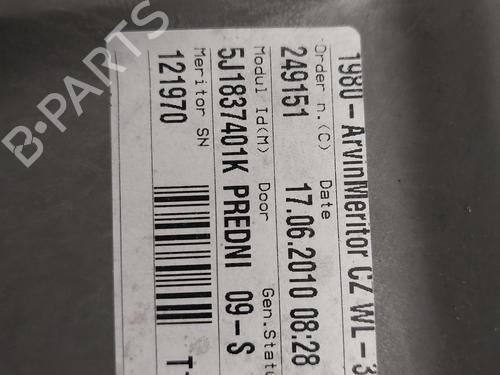 1980-ArvinMeritor CZ WL-3
Order n.(C) Date
249151 17.06.2010 08:28
Modul Id(M) Door Gen.Statu
5J1837401K PREDNI 09-S
Meritor SN
121970
T
B-PARTS